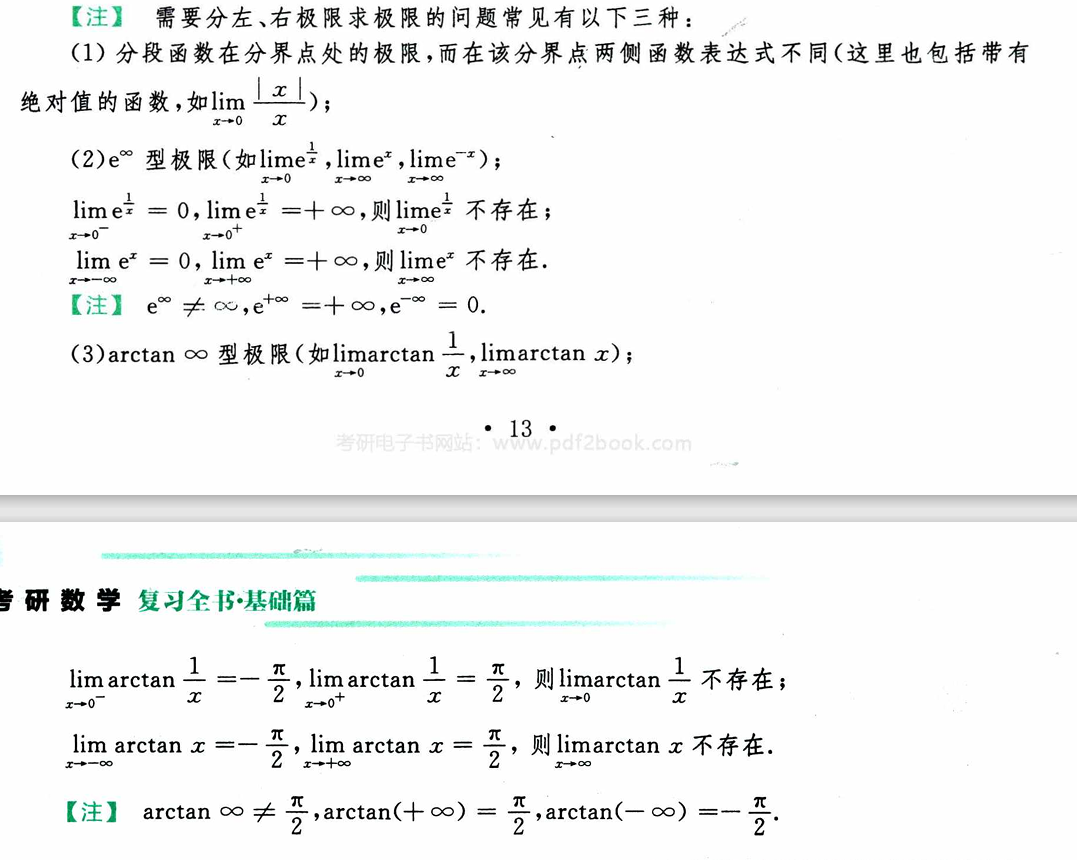 【注】 需要分左、右极限求极限的问题常见有以下三种：
(1) 分段函数在分界点处的极限,而在该分界点两侧函数表达式不同(这里也包括带有
绝对值的函数,如$\lim\limits_{x\to 0}\frac{|x|}{x}$);
(2)$e^{\infty}$ 型极限(如$\lim\limits_{x\to 0}e^{\frac{1}{x}},\lim\limits_{x\to\infty}e^{x},\lim\limits_{x\to\infty}e^{-x}$);
$\lim\limits_{x\to 0^-}e^{\frac{1}{x}}=0,\lim\limits_{x\to 0^+}e^{\frac{1}{x}}=+\infty$,则$\lim\limits_{x\to 0}e^{\frac{1}{x}}$ 不存在;
$\lim\limits_{x\to-\infty}e^{x}=0,\lim\limits_{x\to+\infty}e^{x}=+\infty$,则$\lim\limits_{x\to\infty}e^{x}$ 不存在.
【注】 $e^{\infty}\neq\infty,e^{+\infty}=+\infty,e^{-\infty}=0.$
(3)arctan ∞ 型极限(如$\lim\limits_{x\to 0}\arctan\frac{1}{x},\lim\limits_{x\to\infty}\arctan x$);
• 13 •
考研电子书网站：www.pdf2book.com
考研数学 复习全书·基础篇
$\lim\limits_{x\to 0^-}\arctan\frac{1}{x}=-\frac{\pi}{2},\lim\limits_{x\to 0^+}\arctan\frac{1}{x}=\frac{\pi}{2}$, 则$\lim\limits_{x\to 0}\arctan\frac{1}{x}$ 不存在;
$\lim\limits_{x\to-\infty}\arctan x=-\frac{\pi}{2},\lim\limits_{x\to+\infty}\arctan x=\frac{\pi}{2}$, 则$\lim\limits_{x\to\infty}\arctan x$ 不存在.
【注】 $\arctan\infty\neq\frac{\pi}{2},\arctan(+\infty)=\frac{\pi}{2},\arctan(-\infty)=-\frac{\pi}{2}.$